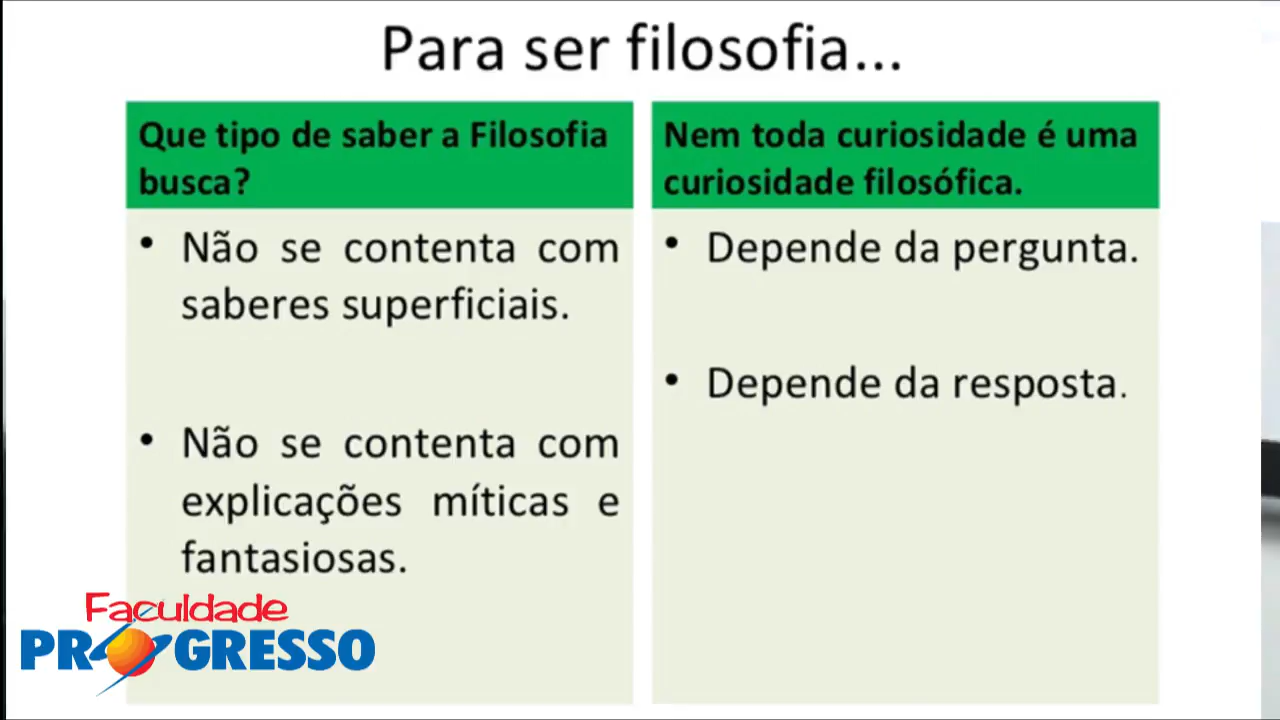 Para ser filosofia...
Que tipo de saber a Filosofia
busca?
Não se contenta com
saberes superficiais.
Não se contenta com
explicações míticas e
fantasiosas.
Nem toda curiosidade é uma
curiosidade filosófica.
Depende da pergunta.
Depende da resposta.
Faculdade
PROGRESSO